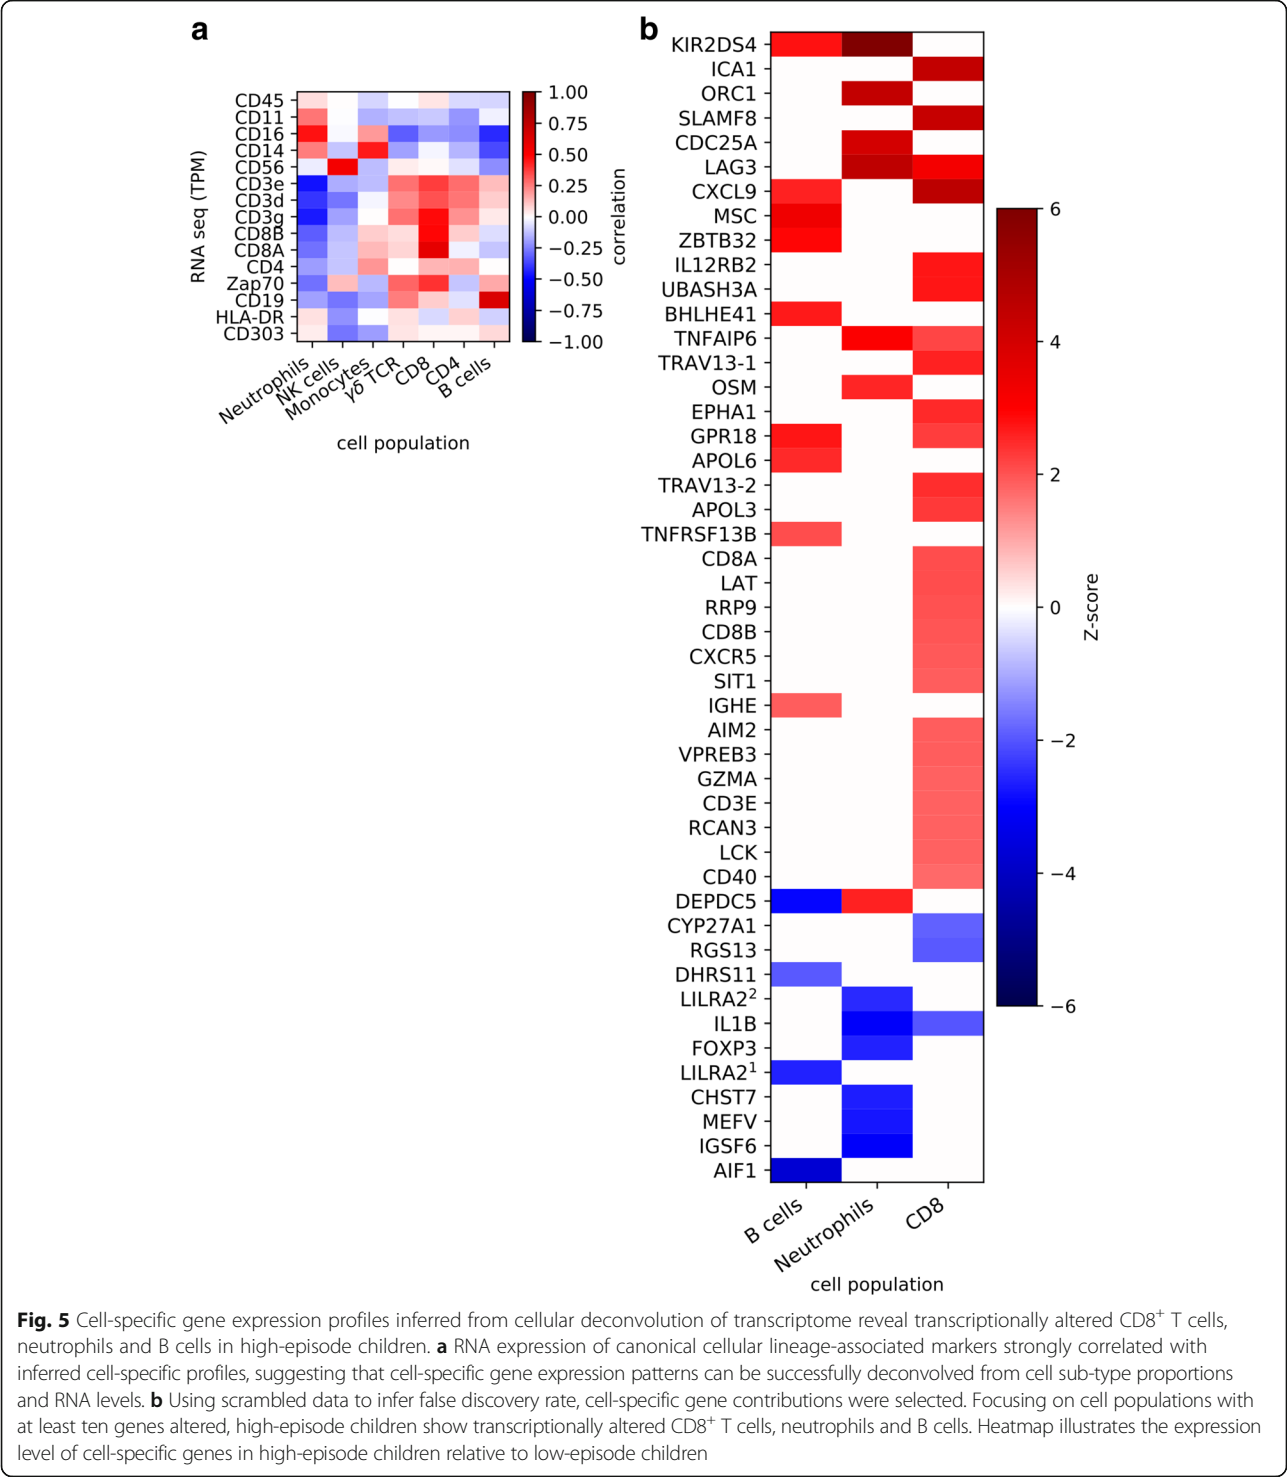 a
RNA seq (TPM)
CD45
CD11
CD16
CD14
CD56
CD3e
CD3d
CD3g
CD8B
CD8A
CD4
Zap70
CD19
HLA-DR
CD303
Neutrophils
NK cells
Monocytes
γδ TCR
CD8
CD4
B cells
cell population
1.00
0.75
0.50
0.25
0.00
−0.25
−0.50
−0.75
−1.00
correlation
b
KIR2DS4
ICA1
ORC1
SLAMF8
CDC25A
LAG3
CXCL9
MSC
ZBTB32
IL12RB2
UBASH3A
BHLHE41
TNFAIP6
TRAV13-1
OSM
EPHA1
GPR18
APOL6
TRAV13-2
APOL3
TNFRSF13B
CD8A
LAT
RRP9
CD8B
CXCR5
SIT1
IGHE
AIM2
VPREB3
GZMA
CD3E
RCAN3
LCK
CD40
DEPDC5
CYP27A1
RGS13
DHRS11
LILRA2²
IL1B
FOXP3
LILRA2¹
CHST7
MEFV
IGSF6
AIF1
B cells
Neutrophils
CD8
cell population
6
4
2
0
−2
−4
−6
Z-score
Fig. 5 Cell-specific gene expression profiles inferred from cellular deconvolution of transcriptome reveal transcriptionally altered CD8⁺ T cells,
neutrophils and B cells in high-episode children. a RNA expression of canonical cellular lineage-associated markers strongly correlated with
inferred cell-specific profiles, suggesting that cell-specific gene expression patterns can be successfully deconvolved from cell sub-type proportions
and RNA levels. b Using scrambled data to infer false discovery rate, cell-specific gene contributions were selected. Focusing on cell populations with
at least ten genes altered, high-episode children show transcriptionally altered CD8⁺ T cells, neutrophils and B cells. Heatmap illustrates the expression
level of cell-specific genes in high-episode children relative to low-episode children